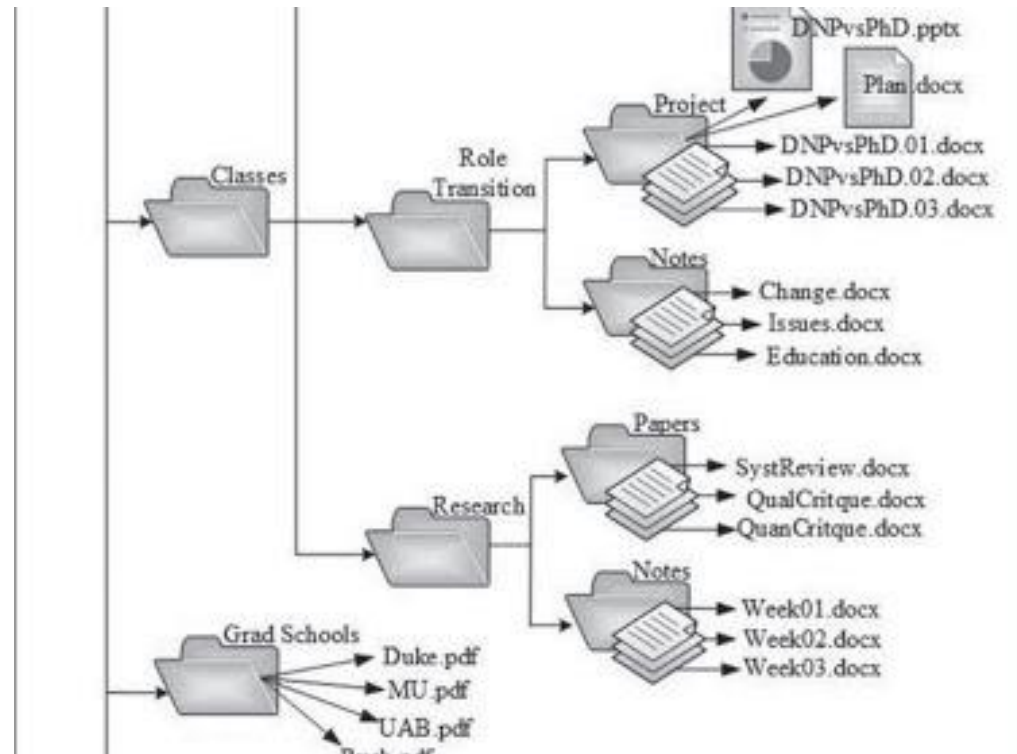 DNPvsPhD.pptx
Plan.docx
Project
DNPvsPhD.01.docx
DNPvsPhD.02.docx
DNPvsPhD.03.docx
Classes
Role
Transition
Notes
Change.docx
Issues.docx
Education.docx
Papers
SystReview.docx
QualCritque.docx
QuanCritque.docx
Research
Notes
Week01.docx
Week02.docx
Week03.docx
Grad Schools
Duke.pdf
MU.pdf
UAB.pdf